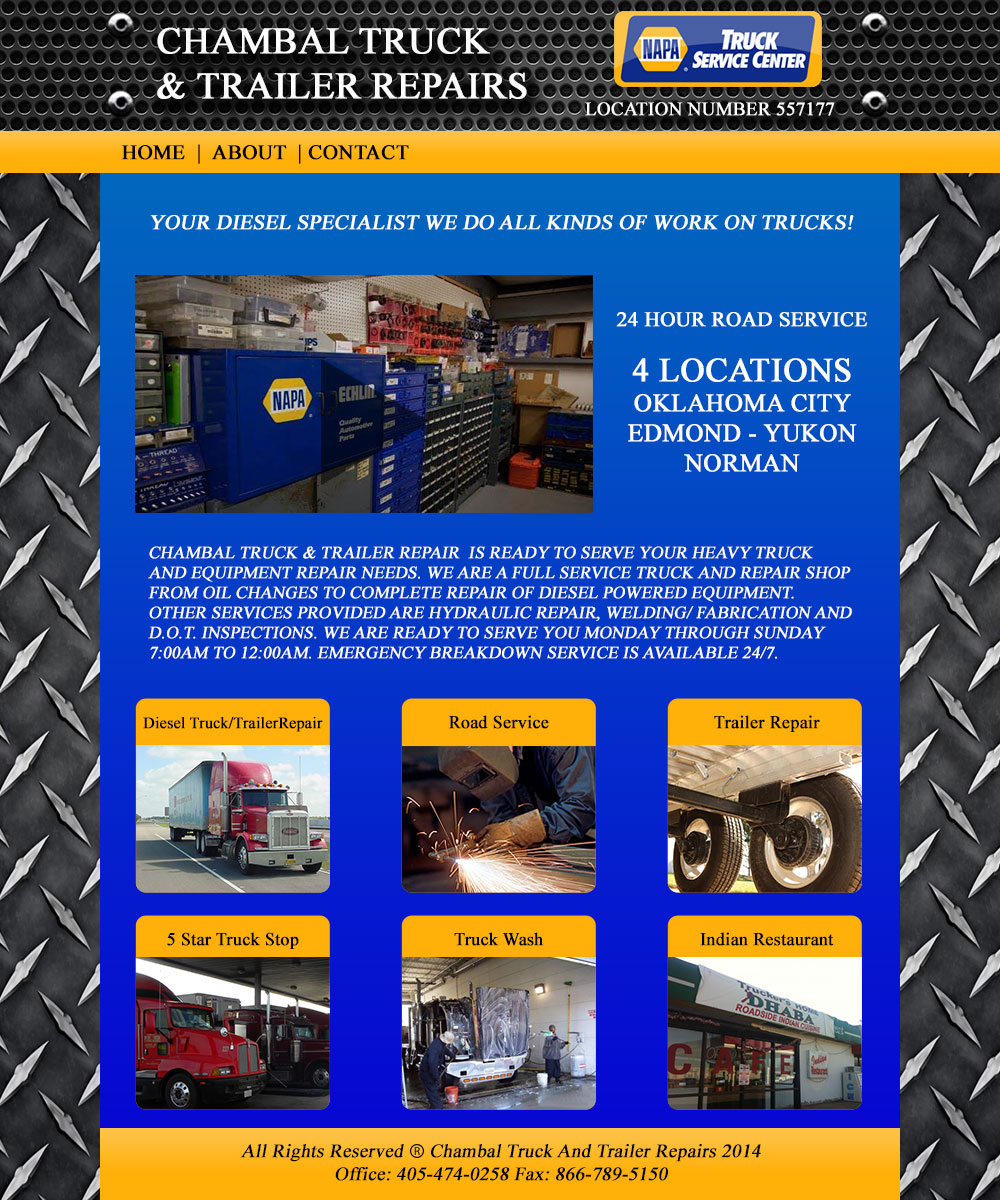 CHAMBAL TRUCK
& TRAILER REPAIRS
NAPA
TRUCK
SERVICE CENTER
LOCATION NUMBER 557177
HOME | ABOUT | CONTACT
YOUR DIESEL SPECIALIST WE DO ALL KINDS OF WORK ON TRUCKS!
NAPA
ECHLIN
Quality
Automotive
Parts
24 HOUR ROAD SERVICE
4 LOCATIONS
OKLAHOMA CITY
EDMOND - YUKON
NORMAN
CHAMBAL TRUCK & TRAILER REPAIR IS READY TO SERVE YOUR HEAVY TRUCK
AND EQUIPMENT REPAIR NEEDS. WE ARE A FULL SERVICE TRUCK AND REPAIR SHOP
FROM OIL CHANGES TO COMPLETE REPAIR OF DIESEL POWERED EQUIPMENT.
OTHER SERVICES PROVIDED ARE HYDRAULIC REPAIR, WELDING/ FABRICATION AND
D.O.T. INSPECTIONS. WE ARE READY TO SERVE YOU MONDAY THROUGH SUNDAY
7:00AM TO 12:00AM. EMERGENCY BREAKDOWN SERVICE IS AVAILABLE 24/7.
Diesel Truck/TrailerRepair
Road Service
Trailer Repair
5 Star Truck Stop
Truck Wash
Indian Restaurant
Trucker's Home
DHABA
ROADSIDE INDIAN CUISINE
CAFE
Indian
Restaurant
All Rights Reserved ® Chambal Truck And Trailer Repairs 2014
Office: 405-474-0258 Fax: 866-789-5150